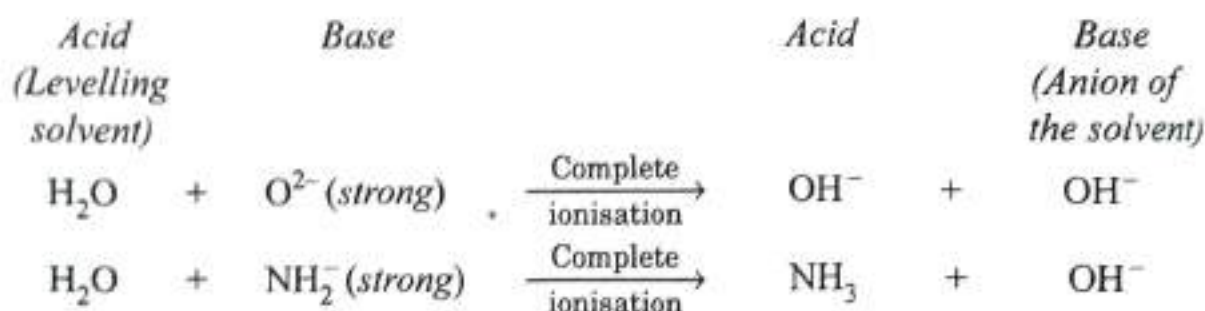 Acid Base Acid Base
(Levelling (Anion of
solvent) the solvent)
H₂O + O²⁻ (strong) Complete ionisation → OH⁻ + OH⁻
H₂O + NH₂⁻ (strong) Complete ionisation → NH₃ + OH⁻